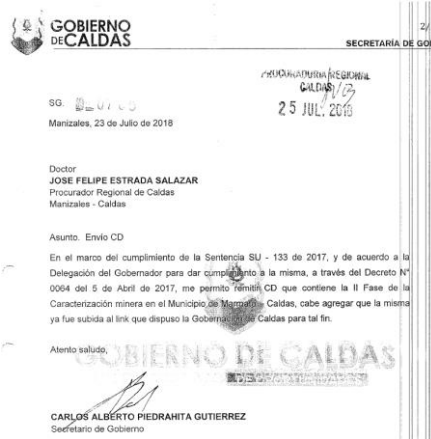 GOBIERNO
DE CALDAS
2/
SECRETARÍA DE GO
PROCURADURIA REGIONAL
CALDAS
25 JUL. 2018
SG.
Manizales, 23 de Julio de 2018
Doctor
JOSE FELIPE ESTRADA SALAZAR
Procurador Regional de Caldas
Manizales - Caldas
Asunto. Envío CD
En el marco del cumplimiento de la Sentencia SU - 133 de 2017, y de acuerdo a la
Delegación del Gobernador para dar cumplimiento a la misma, a través del Decreto N°
0064 del 5 de Abril de 2017, me permito remitir CD que contiene la II Fase de la
Caracterización minera en el Municipio de Marmato - Caldas, cabe agregar que la misma
ya fue subida al link que dispuso la Gobernación de Caldas para tal fin.
Atento saludo,
GOBIERNO DE CALDAS
CARLOS ALBERTO PIEDRAHITA GUTIERREZ
Secretario de Gobierno